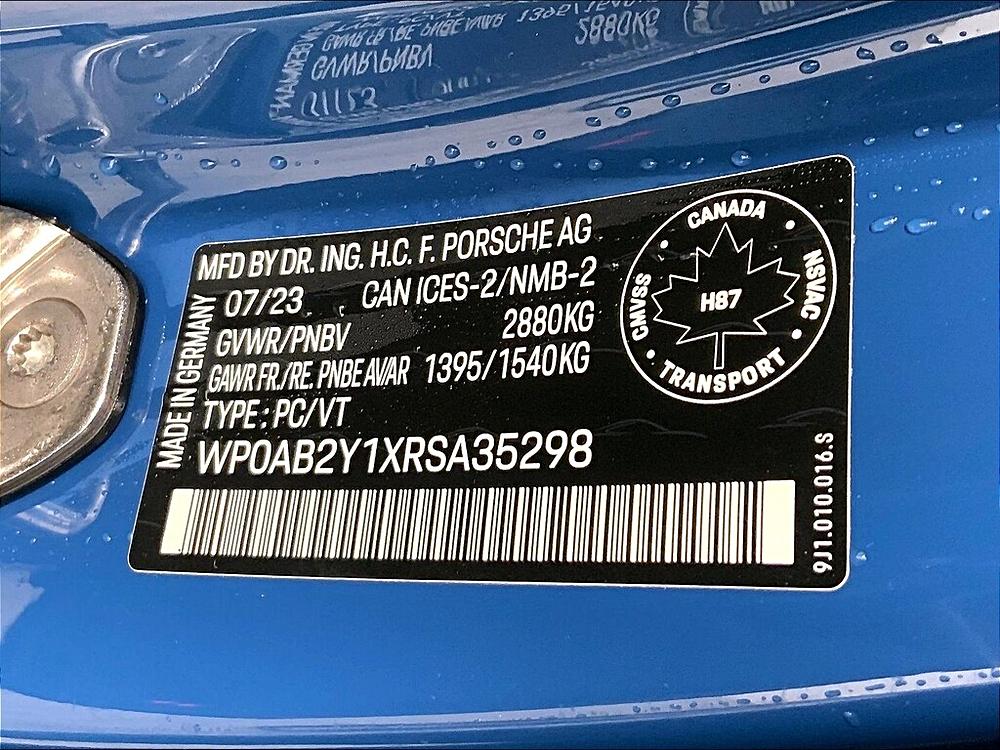 MFD BY DR. ING. H.C. F. PORSCHE AG
07/23 CAN ICES-2/NMB-2
GVWR/PNBV 2880KG
GAWR FR./RE. PNBE AV/AR 1395/1540KG
TYPE: PC/VT
WP0AB2Y1XRSA35298
MADE IN GERMANY
CANADA
NSVAC
TRANSPORT
CMVSS
H87
9J1.010.016.S